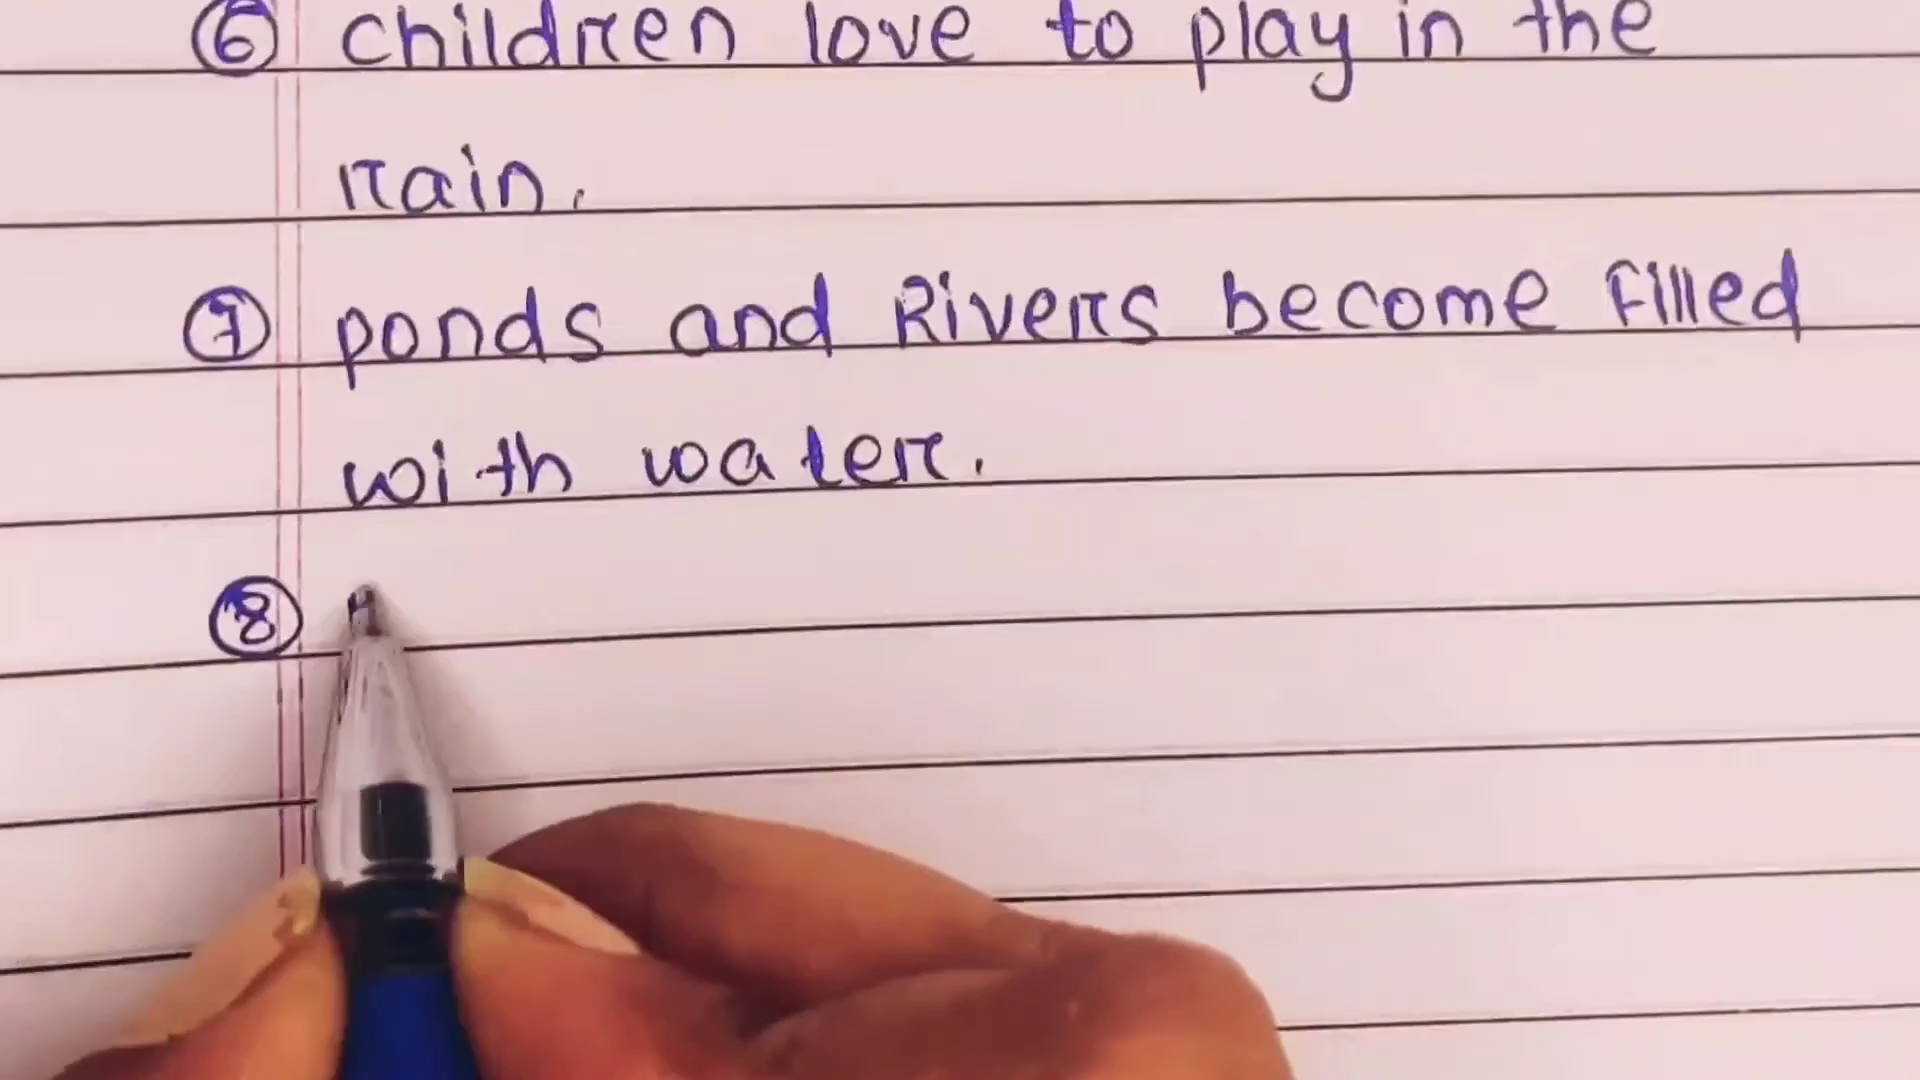 ⑥ children love to play in the
rain.
⑦ ponds and Rivers become filled
with water.
⑧